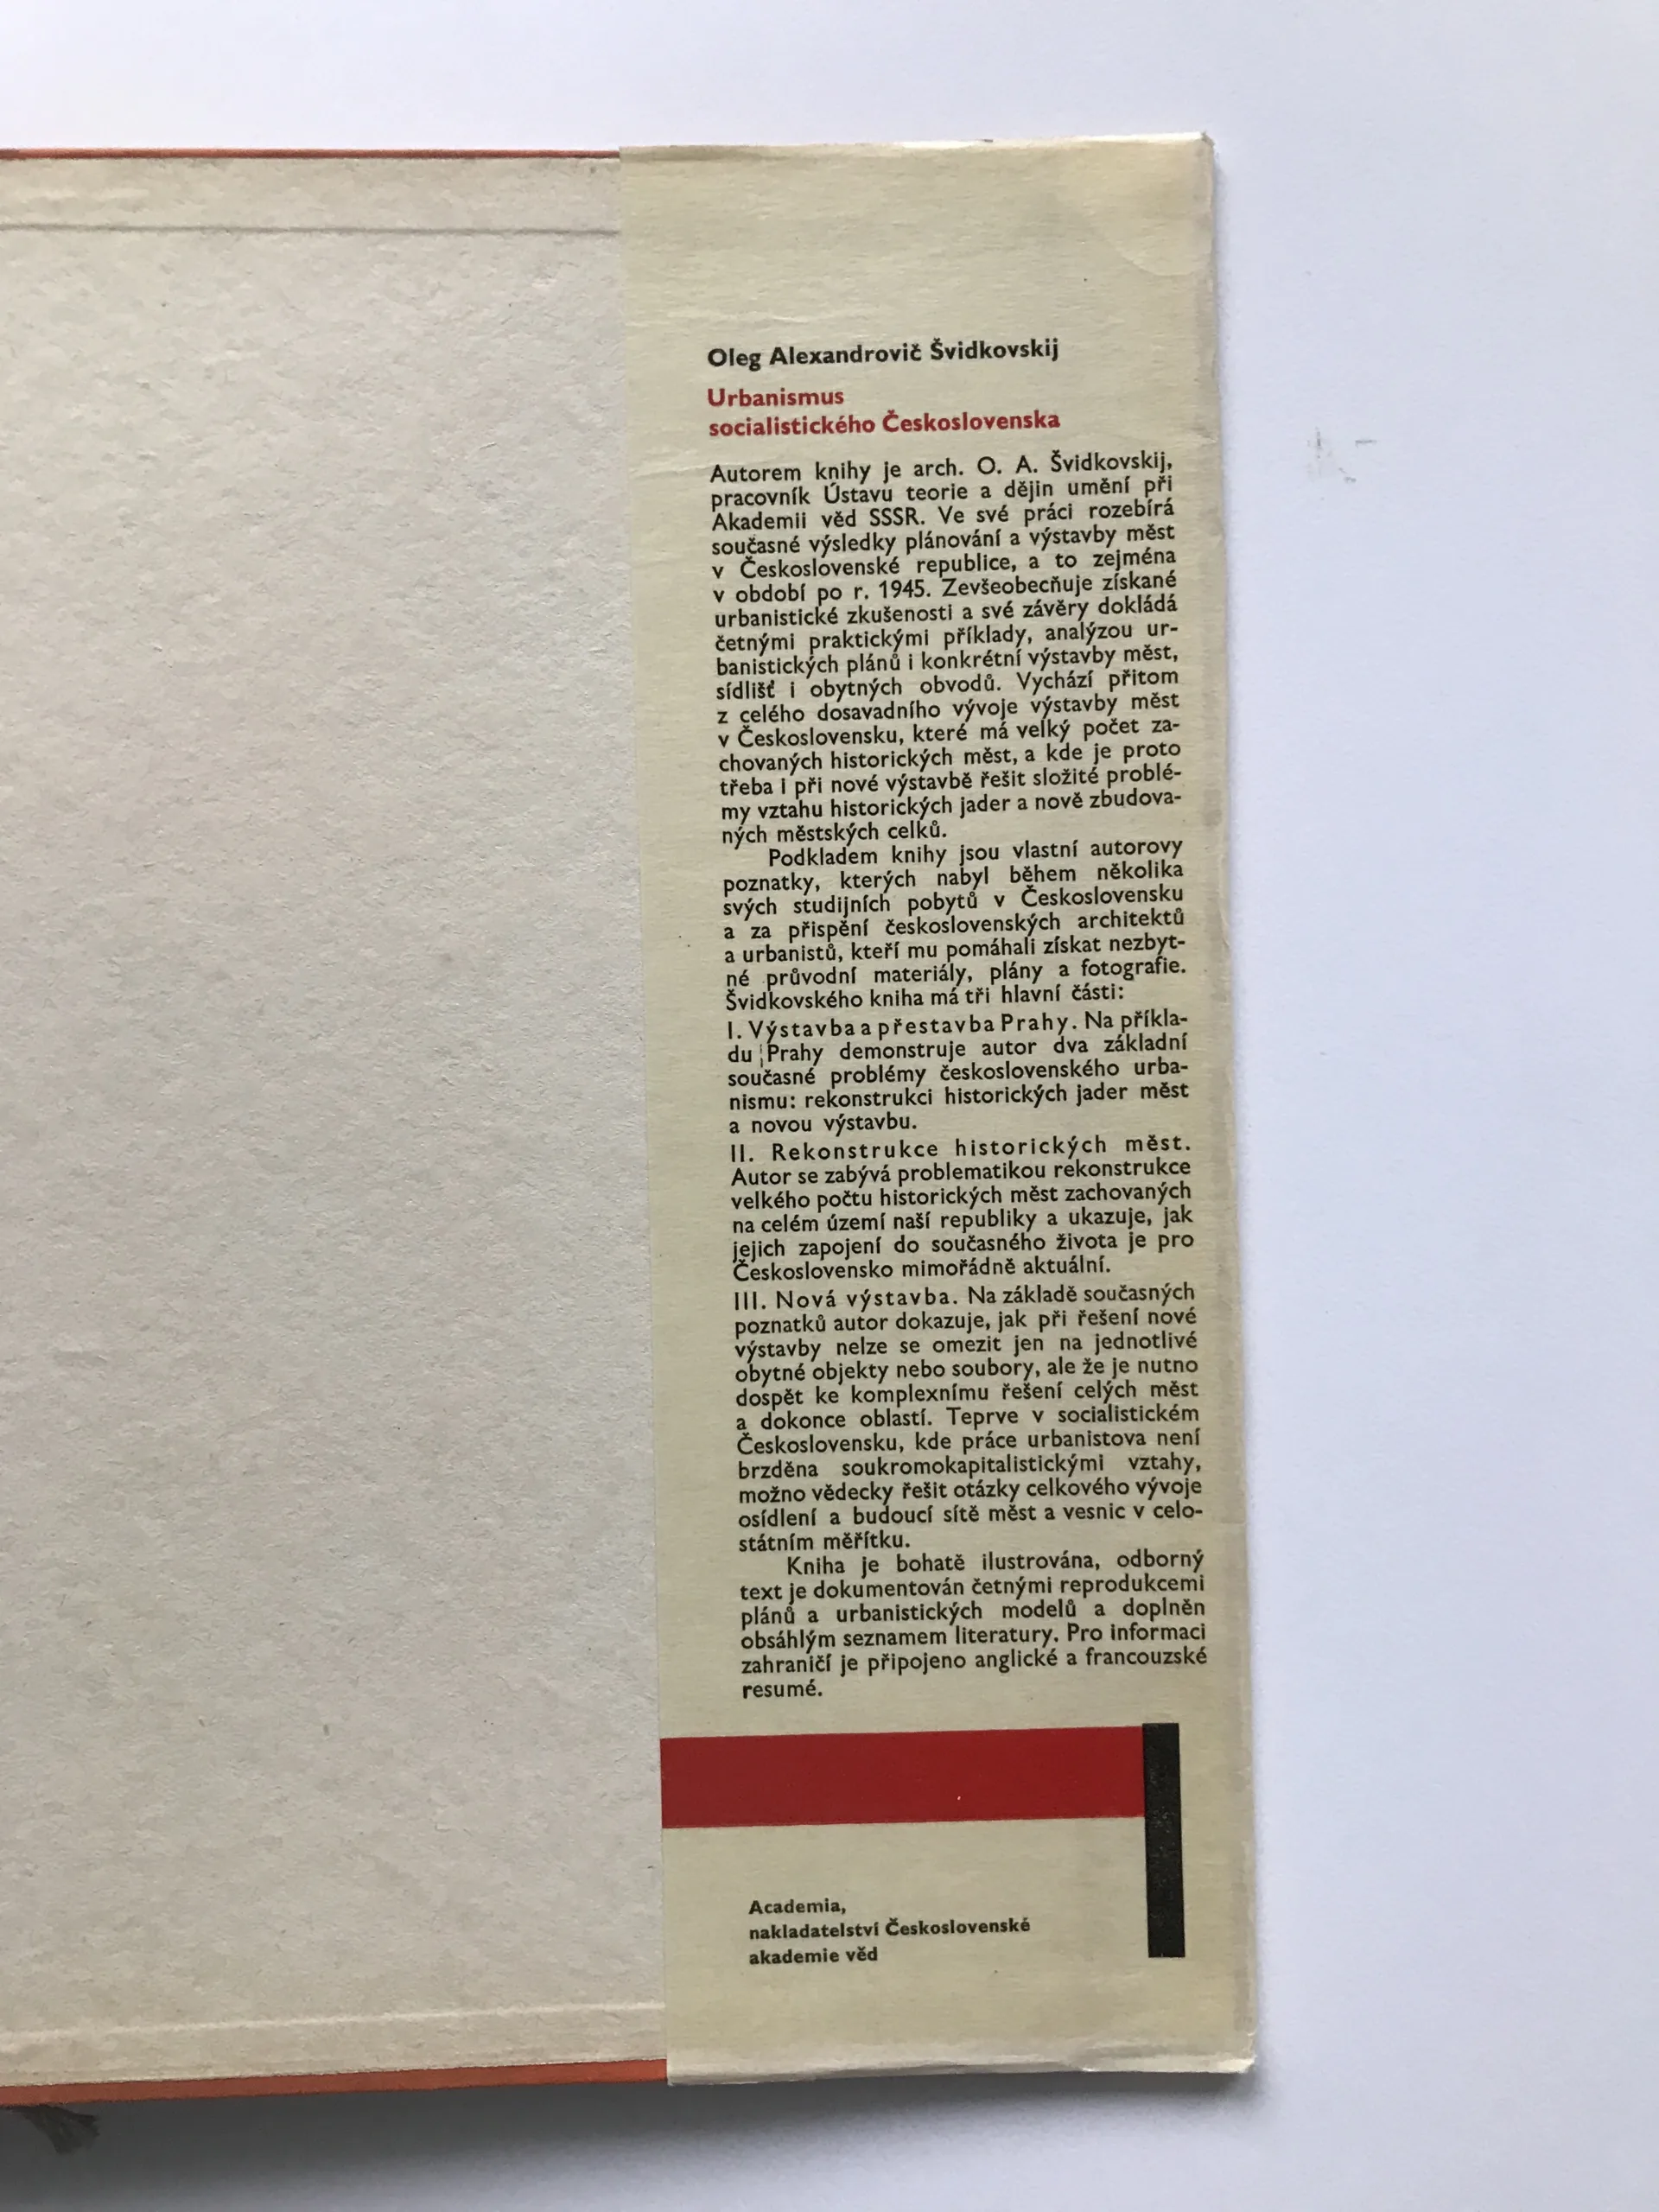 Oleg Alexandrovič Švidkovskij
Urbanismus
socialistického Československa
Autorem knihy je arch. O. A. Švidkovskij,
pracovník Ústavu teorie a dějin umění při
Akademii věd SSSR. Ve své práci rozebírá
současné výsledky plánování a výstavby měst
v Československé republice, a to zejména
v období po r. 1945. Zevšeobecňuje získané
urbanistické zkušenosti a své závěry dokládá
četnými praktickými příklady, analýzou ur-
banistických plánů i konkrétní výstavby měst,
sídlišť i obytných obvodů. Vychází přitom
z celého dosavadního vývoje výstavby měst
v Československu, které má velký počet za-
chovaných historických měst, a kde je proto
třeba i při nové výstavbě řešit složité problé-
my vztahu historických jader a nově zbudova-
ných městských celků.
Podkladem knihy jsou vlastní autorovy
poznatky, kterých nabyl během několika
svých studijních pobytů v Československu
a za přispění československých architektů
a urbanistů, kteří mu pomáhali získat nezbyt-
né průvodní materiály, plány a fotografie.
Švidkovského kniha má tři hlavní části:
I. Výstavba a přestavba Prahy. Na příkla-
du Prahy demonstruje autor dva základní
současné problémy československého urba-
nismu: rekonstrukci historických jader měst
a novou výstavbu.
II. Rekonstrukce historických měst.
Autor se zabývá problematikou rekonstrukce
velkého počtu historických měst zachovaných
na celém území naší republiky a ukazuje, jak
jejich zapojení do současného života je pro
Československo mimořádně aktuální.
III. Nová výstavba. Na základě současných
poznatků autor dokazuje, jak při řešení nové
výstavby nelze se omezit jen na jednotlivé
obytné objekty nebo soubory, ale že je nutno
dospět ke komplexnímu řešení celých měst
a dokonce oblastí. Teprve v socialistickém
Československu, kde práce urbanistova není
brzděna soukromokapitalistickými vztahy,
možno vědecky řešit otázky celkového vývoje
osídlení a budoucí sítě měst a vesnic v celo-
státním měřítku.
Kniha je bohatě ilustrována, odborný
text je dokumentován četnými reprodukcemi
plánů a urbanistických modelů a doplněn
obsáhlým seznamem literatury. Pro informaci
zahraničí je připojeno anglické a francouzské
resumé.
Academia,
nakladatelství Československé
akademie věd